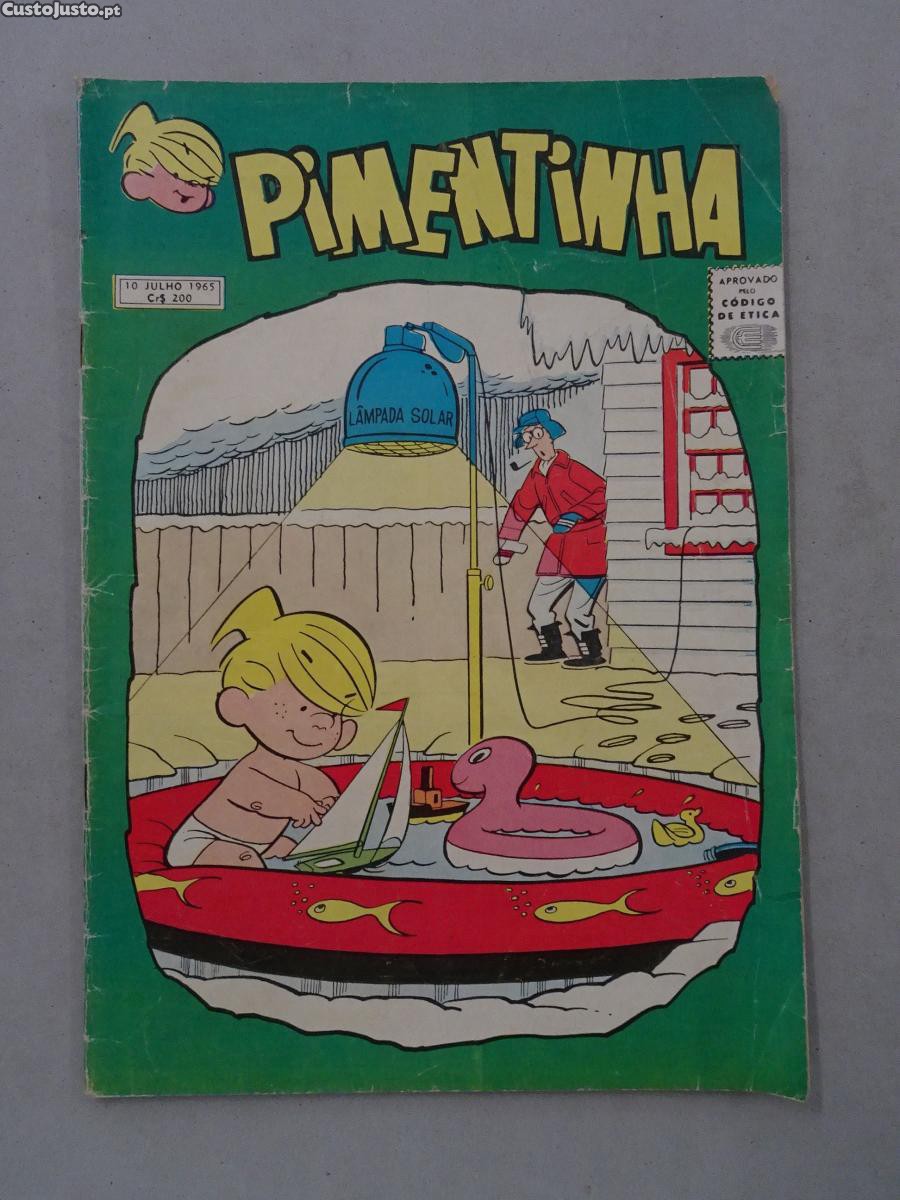 CustoJusto.pt
PIMENTINHA
10 JULHO 1965
Cr$ 200
APROVADO
PELO
CÓDIGO
DE ETICA
LÂMPADA SOLAR